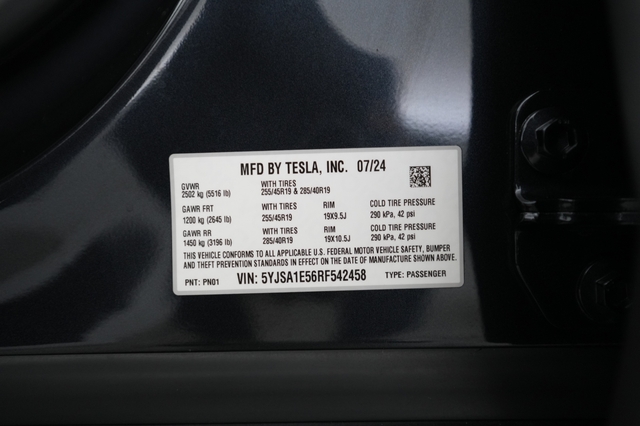 MFD BY TESLA, INC. 07/24
GVWR WITH TIRES
2502 kg (5516 lb) 255/45R19 & 285/40R19
GAWR FRT WITH TIRES RIM COLD TIRE PRESSURE
1200 kg (2645 lb) 255/45R19 19X9.5J 290 kPa, 42 psi
GAWR RR WITH TIRES RIM COLD TIRE PRESSURE
1450 kg (3196 lb) 285/40R19 19X10.5J 290 kPa, 42 psi
THIS VEHICLE CONFORMS TO ALL APPLICABLE U.S. FEDERAL MOTOR VEHICLE SAFETY, BUMPER
AND THEFT PREVENTION STANDARDS IN EFFECT ON THE DATE OF MANUFACTURE SHOWN ABOVE.
PNT: PN01 VIN: 5YJSA1E56RF542458 TYPE: PASSENGER